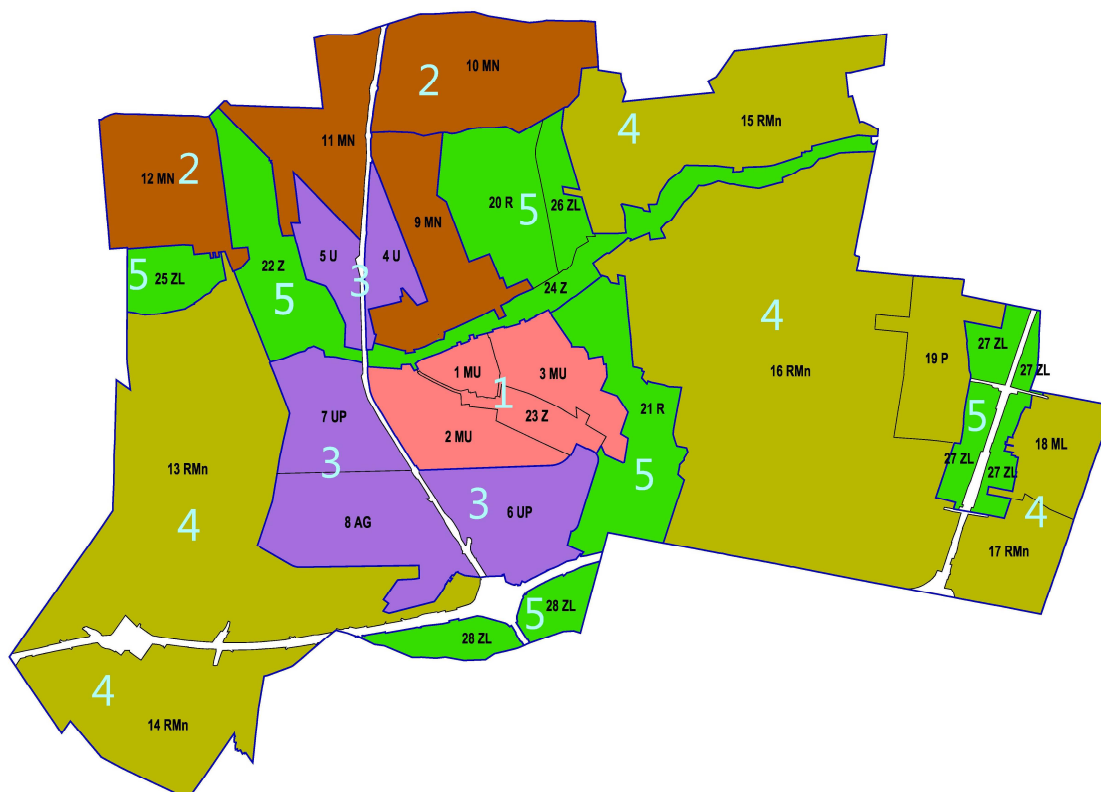 10 MN
2
15 RMn
4
11 MN
12 MN
2
20 R
5
26 ZL
9 MN
5 U
4 U
3
22 Z
5
25 ZL
5
24 Z
4
16 RMn
19 P
27 ZL
27 ZL
1 MU
3 MU
1
23 Z
2 MU
21 R
5
5
18 ML
27 ZL
27 ZL
4
17 RMn
7 UP
3
13 RMn
4
8 AG
3
6 UP
5
28 ZL
28 ZL
4
14 RMn